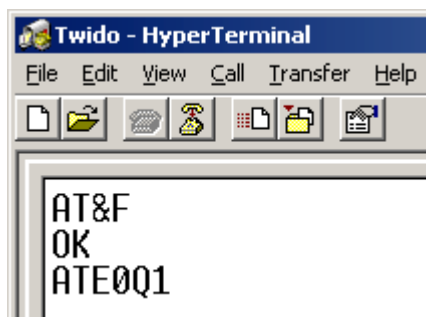 Twido - HyperTerminal
File Edit View Call Transfer Help
AT&F
OK
ATE0Q1